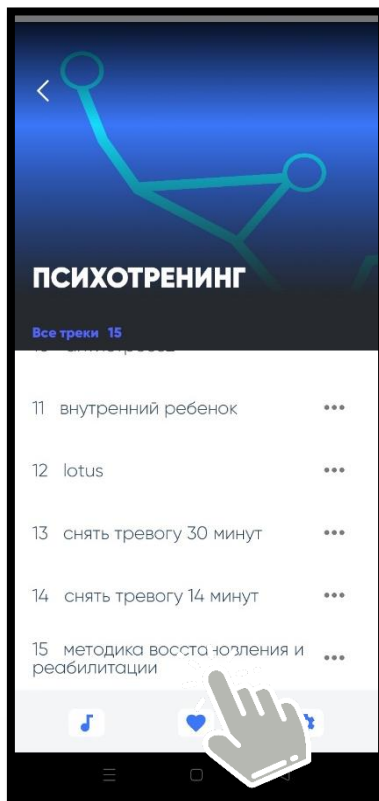 ПСИХОТРЕНИНГ
Все треки 15
11 внутренний ребенок
12 lotus
13 снять тревогу 30 минут
14 снять тревогу 14 минут
15 методика восстановления и
реабилитации